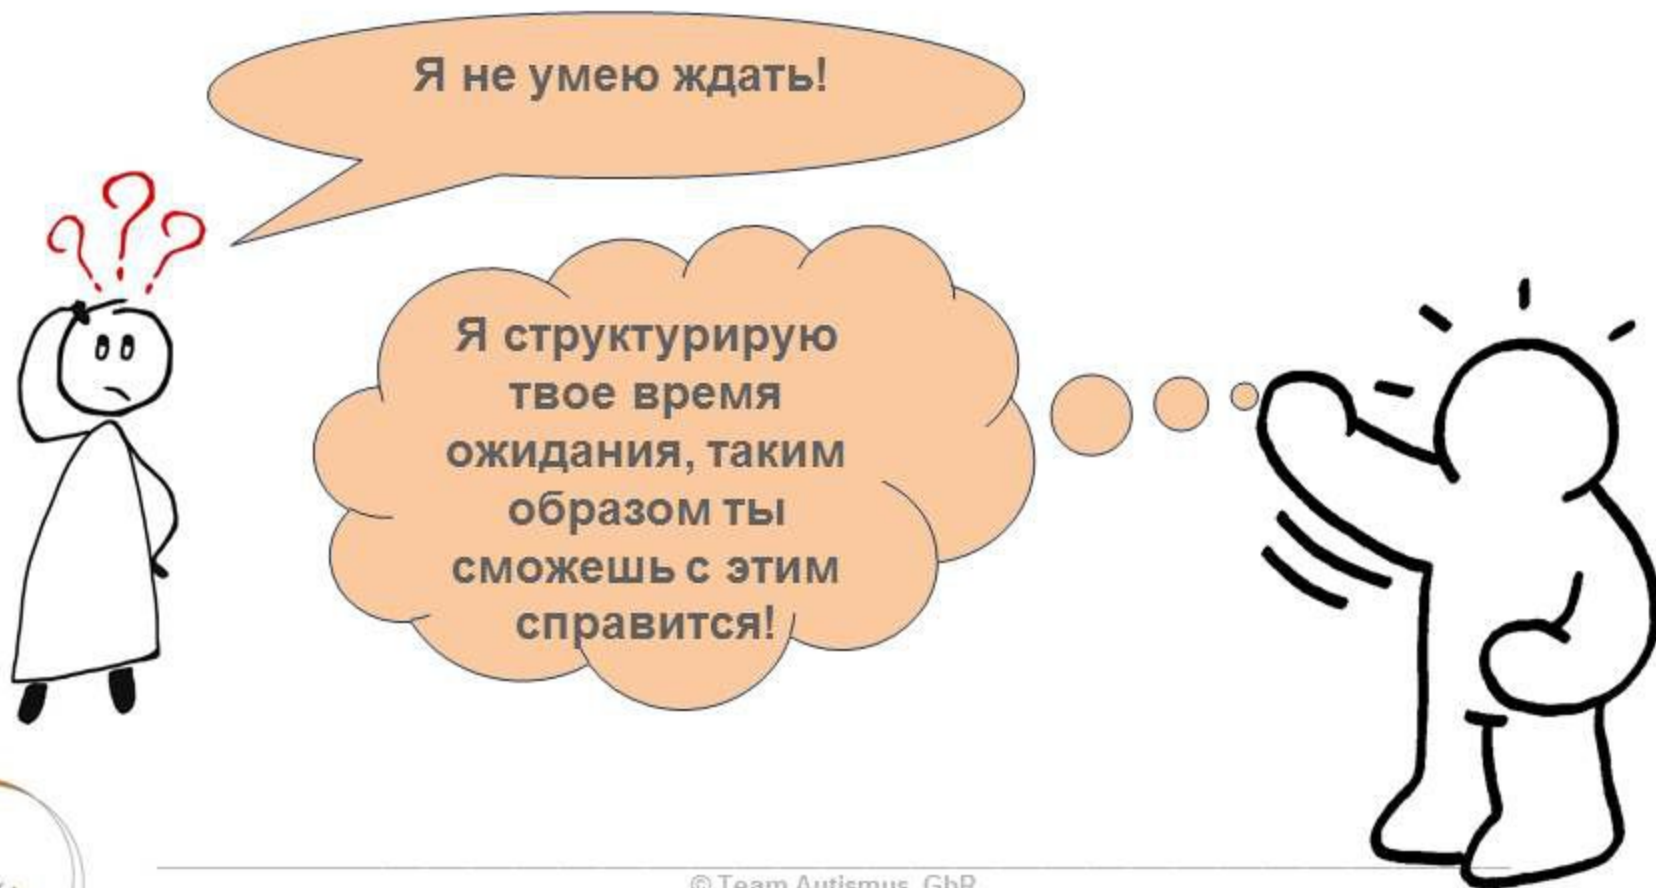 Я не умею ждать!
Я структурирую
твое время
ожидания, таким
образом ты
сможешь с этим
справится!
© Team Autismus GbR